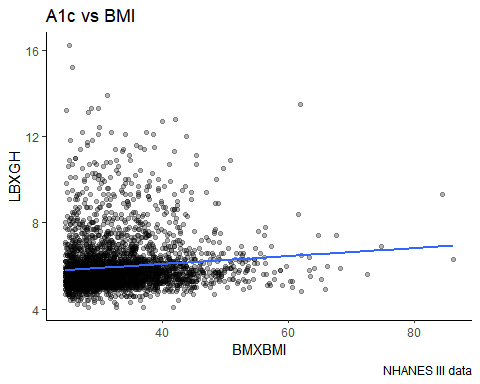 A1c vs BMI
16
12
8
4
LBXGH
40
60
80
BMXBMI
NHANES III data